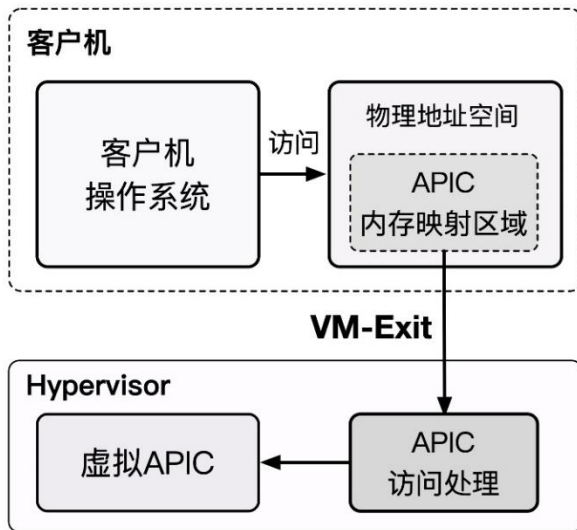 客户机
客户机
操作系统
访问
物理地址空间
APIC
内存映射区域
VM-Exit
Hypervisor
虚拟APIC
APIC
访问处理